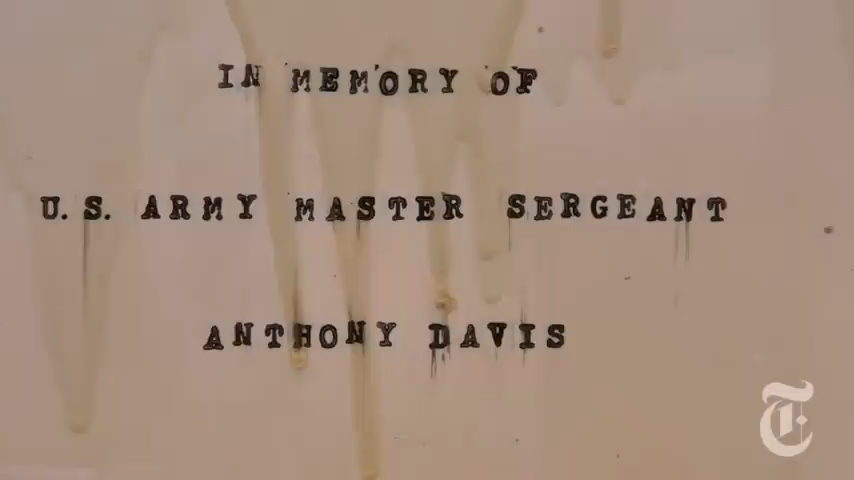 IN MEMORY OF
U.S. ARMY MASTER SERGEANT
ANTHONY DAVIS
T